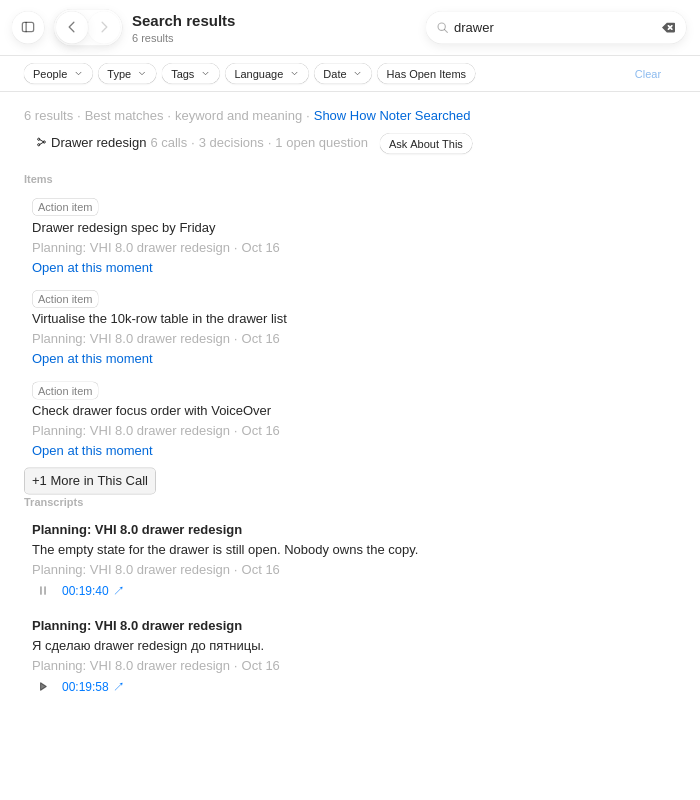 Search results
6 results
drawer
People
Type
Tags
Language
Date
Has Open Items
Clear
6 results · Best matches · keyword and meaning · Show How Noter Searched
Drawer redesign 6 calls · 3 decisions · 1 open question
Ask About This
Items
Action item
Drawer redesign spec by Friday
Planning: VHI 8.0 drawer redesign · Oct 16
Open at this moment
Action item
Virtualise the 10k-row table in the drawer list
Planning: VHI 8.0 drawer redesign · Oct 16
Open at this moment
Action item
Check drawer focus order with VoiceOver
Planning: VHI 8.0 drawer redesign · Oct 16
Open at this moment
+1 More in This Call
Transcripts
Planning: VHI 8.0 drawer redesign
The empty state for the drawer is still open. Nobody owns the copy.
Planning: VHI 8.0 drawer redesign · Oct 16
00:19:40
Planning: VHI 8.0 drawer redesign
Я сделаю drawer redesign до пятницы.
Planning: VHI 8.0 drawer redesign · Oct 16
00:19:58